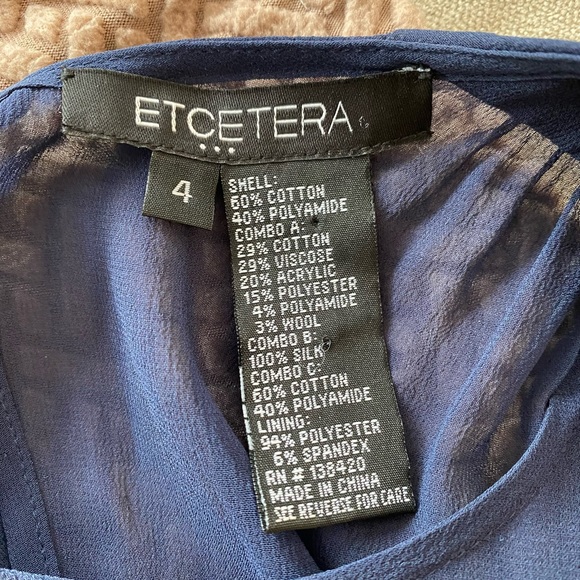 ETCETERA
4
SHELL:
60% COTTON
40% POLYAMIDE
COMBO A:
29% COTTON
29% VISCOSE
20% ACRYLIC
15% POLYESTER
4% POLYAMIDE
3% WOOL
COMBO B:
100% SILK
COMBO C:
60% COTTON
40% POLYAMIDE
LINING:
94% POLYESTER
6% SPANDEX
RN # 138420
MADE IN CHINA
SEE REVERSE FOR CARE